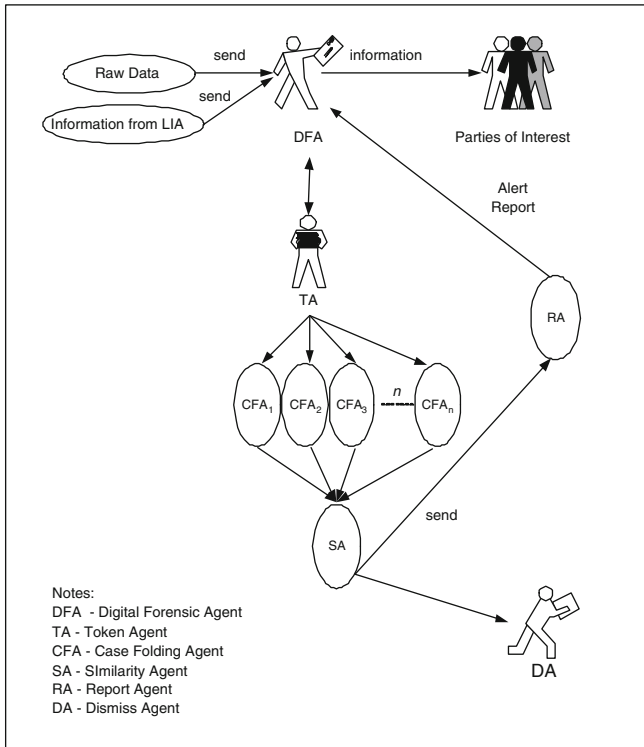 send
information
Raw Data
send
Information from LIA
DFA
Parties of Interest
Alert
Report
TA
RA
CFA1
CFA2
CFA3
n
CFAn
send
SA
Notes:
DFA - Digital Forensic Agent
TA - Token Agent
CFA - Case Folding Agent
SA - SImilarity Agent
RA - Report Agent
DA - Dismiss Agent
DA